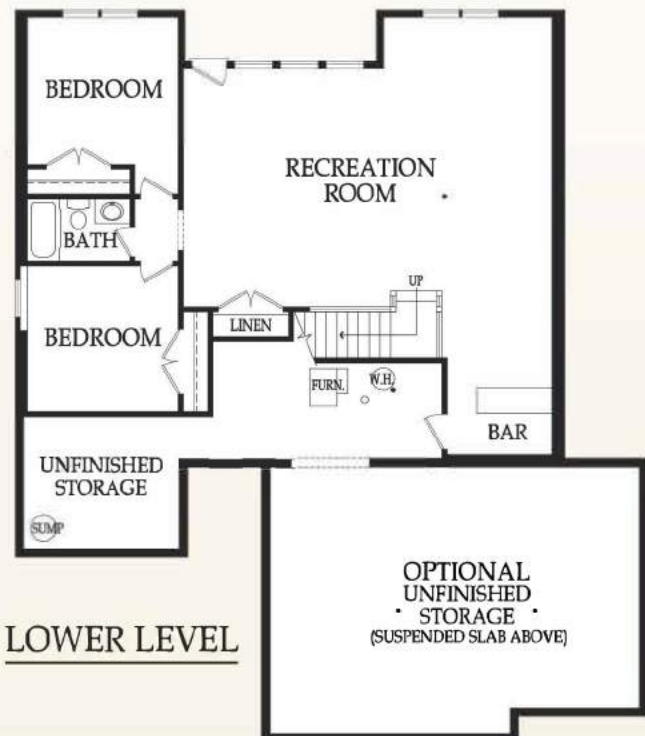 BEDROOM
RECREATION
ROOM
BATH
UP
LINEN
BEDROOM
FURN.
W.H.
BAR
UNFINISHED
STORAGE
SUMP
OPTIONAL
UNFINISHED
STORAGE
(SUSPENDED SLAB ABOVE)
LOWER LEVEL